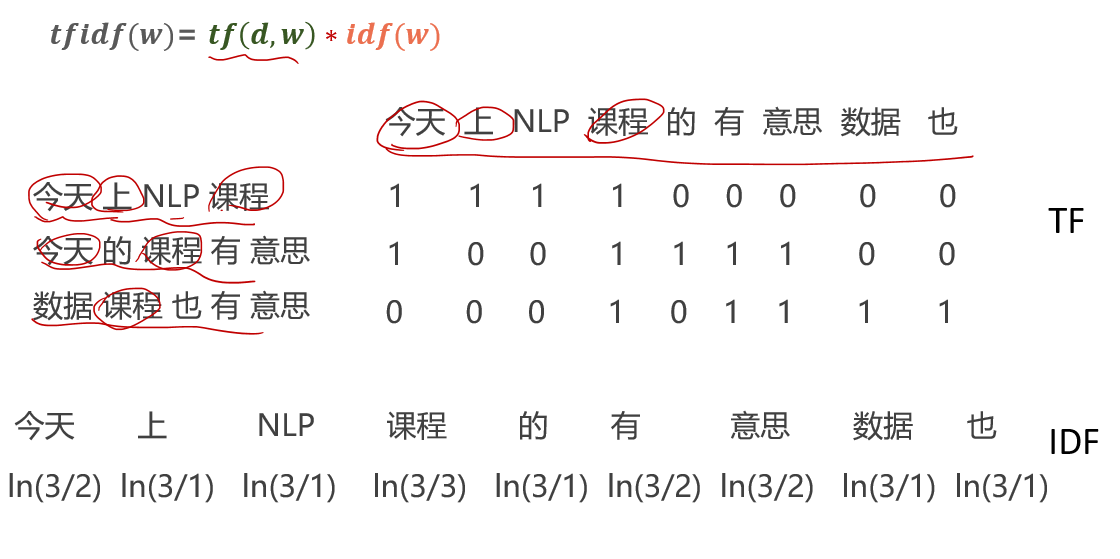 tfidf(w)= tf(d,w) * idf(w)
今天 上 NLP 课程 的 有 意思 数据 也
今天 上 NLP 课程 1 1 1 1 0 0 0 0 0
TF
今天 的 课程 有 意思 1 0 0 1 1 1 1 0 0
数据 课程 也 有 意思 0 0 0 1 0 1 1 1 1
今天 上 NLP 课程 的 有 意思 数据 也
IDF
ln(3/2) ln(3/1) ln(3/1) ln(3/3) ln(3/1) ln(3/2) ln(3/2) ln(3/1) ln(3/1)